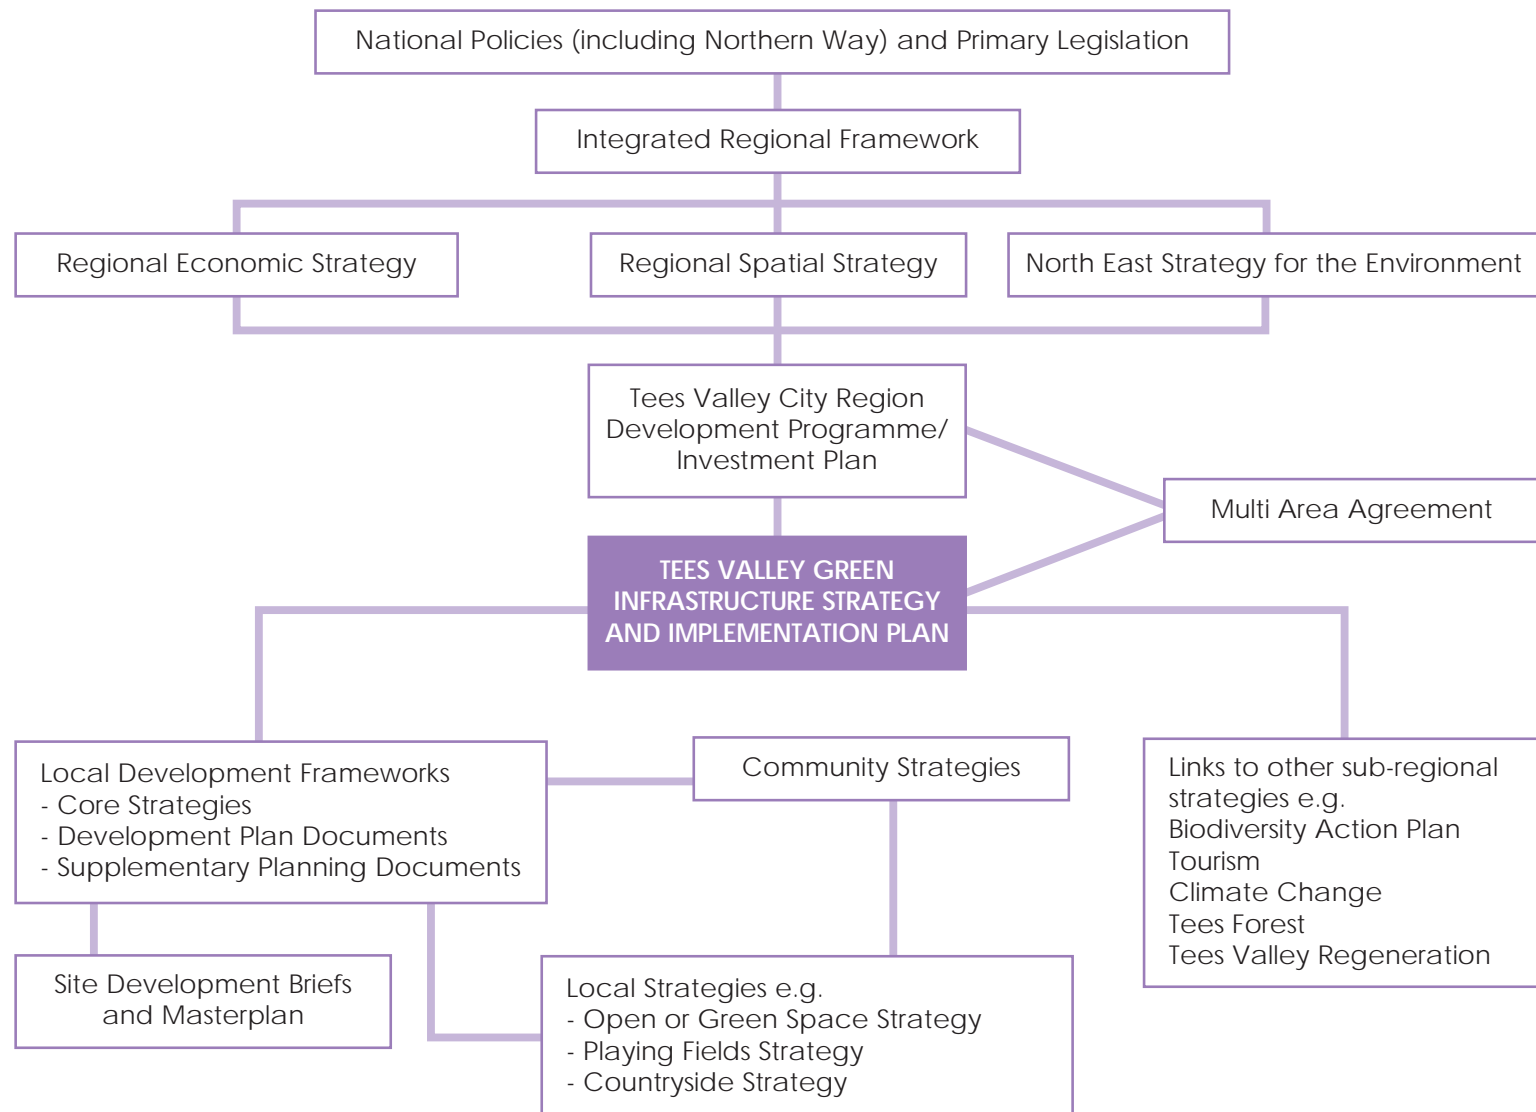 National Policies (including Northern Way) and Primary Legislation
Integrated Regional Framework
Regional Economic Strategy
Regional Spatial Strategy
North East Strategy for the Environment
Tees Valley City Region
Development Programme/
Investment Plan
Multi Area Agreement
TEES VALLEY GREEN
INFRASTRUCTURE STRATEGY
AND IMPLEMENTATION PLAN
Local Development Frameworks
- Core Strategies
- Development Plan Documents
- Supplementary Planning Documents
Community Strategies
Links to other sub-regional
strategies e.g.
Biodiversity Action Plan
Tourism
Climate Change
Tees Forest
Tees Valley Regeneration
Site Development Briefs
and Masterplan
Local Strategies e.g.
- Open or Green Space Strategy
- Playing Fields Strategy
- Countryside Strategy